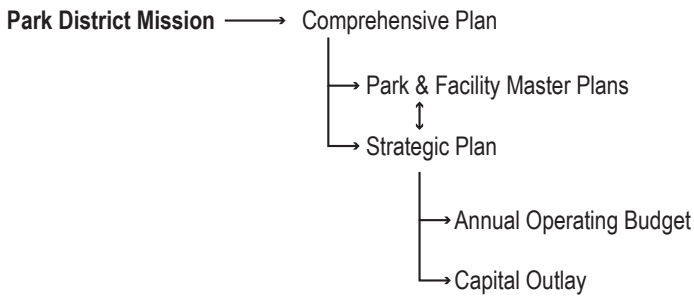 Park District Mission Comprehensive Plan
Park & Facility Master Plans
Strategic Plan
Annual Operating Budget
Capital Outlay